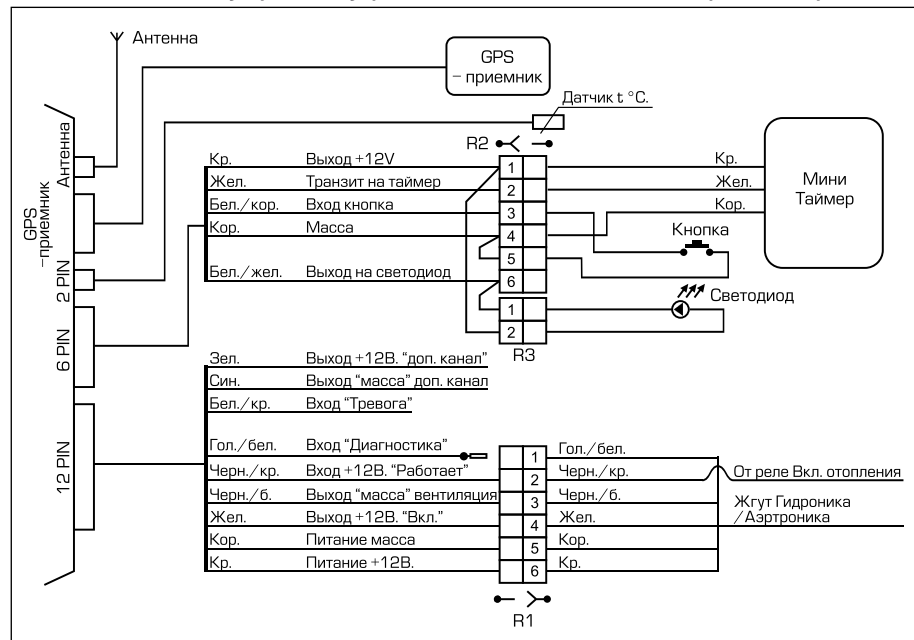 Антенна
GPS
– приемник
Датчик t °C.
R2
Антенна
GPS
–приемник
2 PIN
6 PIN
12 PIN
Кр. Выход +12V
Жел. Транзит на таймер
Бел./кор. Вход кнопка
Кор. Масса
Бел./жел. Выход на светодиод
1
2
3
4
5
6
1
2
R3
Кр.
Жел.
Кор.
Мини
Таймер
Кнопка
Светодиод
Зел. Выход +12В. “доп. канал”
Син. Выход “масса” доп. канал
Бел./кр. Вход “Тревога”
Гол./бел. Вход “Диагностика”
Черн./кр. Вход +12В. “Работает”
Черн./б. Выход “масса” вентиляция
Жел. Выход +12В. “Вкл.”
Кор. Питание масса
Кр. Питание +12В.
1 Гол./бел.
2 Черн./кр.
3 Черн./б.
4 Жел.
5 Кор.
6 Кр.
От реле Вкл. отопления
Жгут Гидроника
/Аэртроника
R1